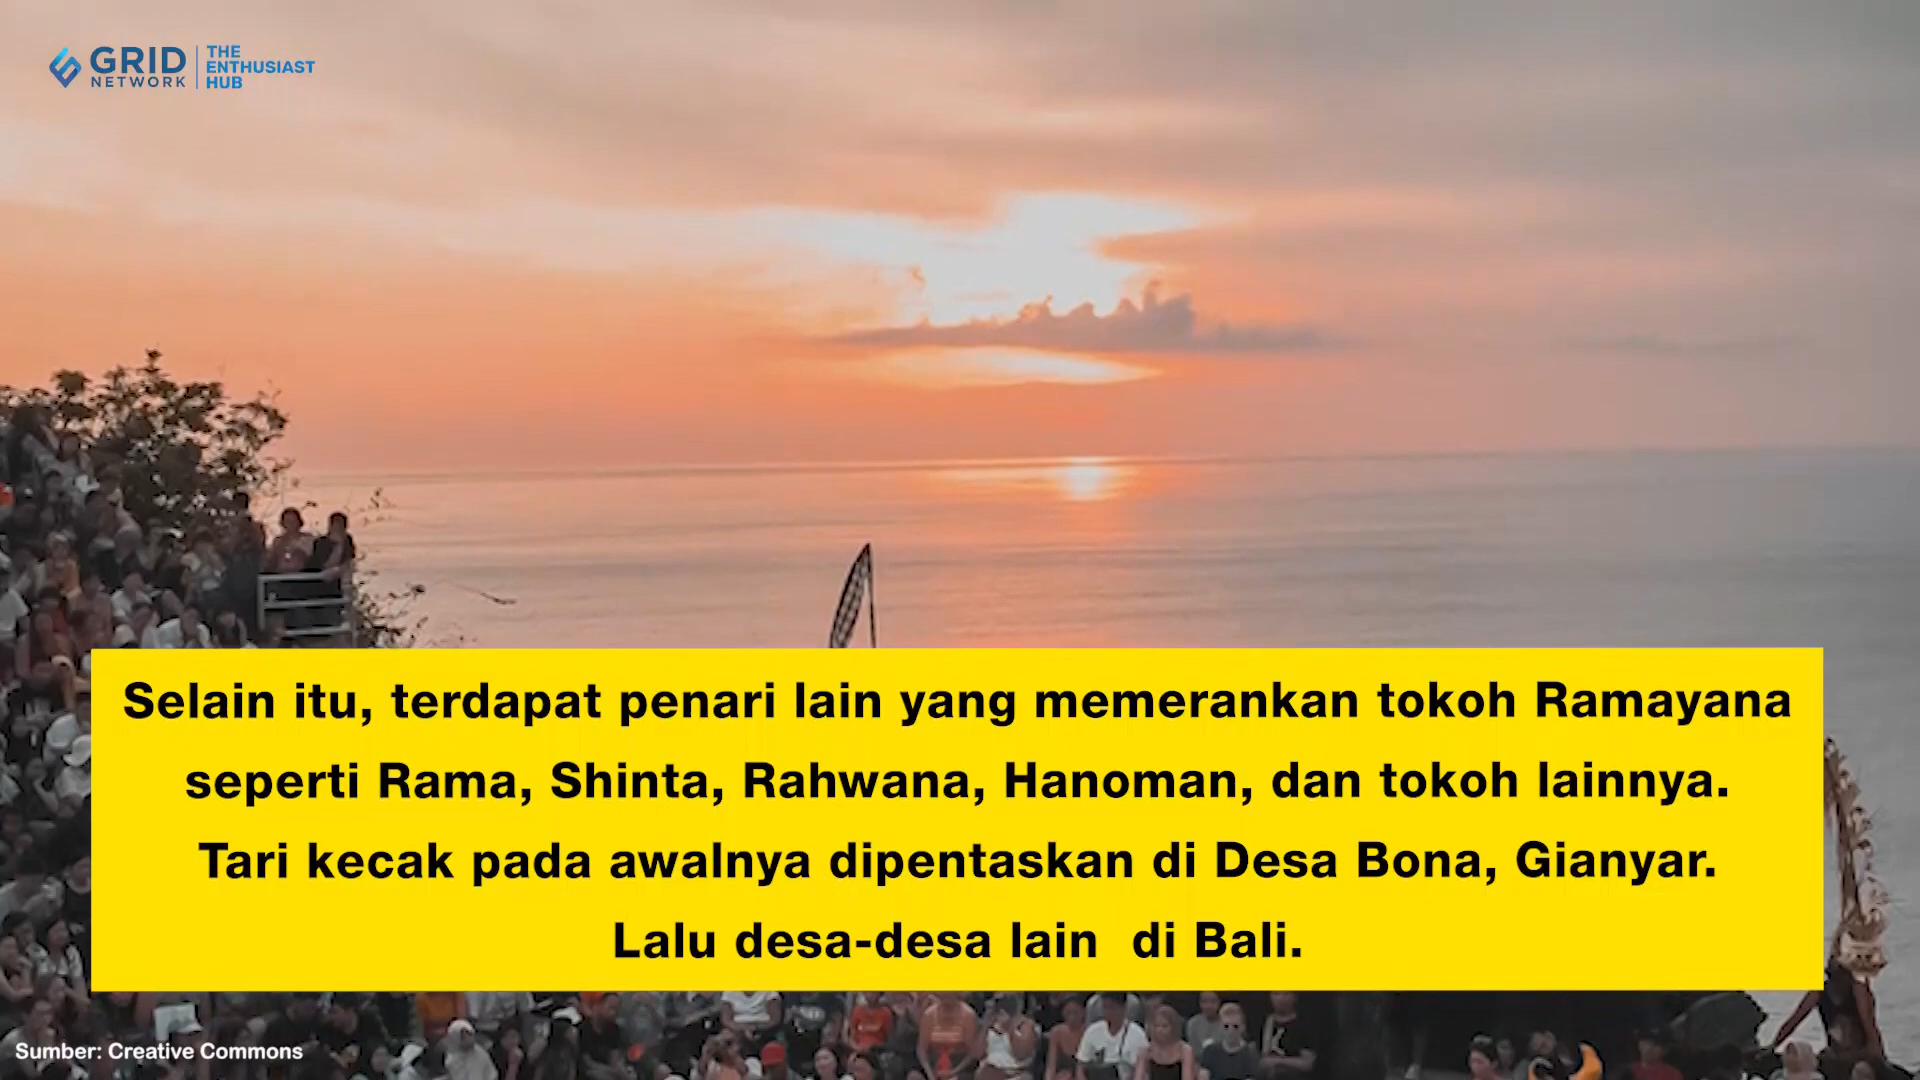 GRID
NETWORK
THE
ENTHUSIAST
HUB
Selain itu, terdapat penari lain yang memerankan tokoh Ramayana
seperti Rama, Shinta, Rahwana, Hanoman, dan tokoh lainnya.
Tari kecak pada awalnya dipentaskan di Desa Bona, Gianyar.
Lalu desa-desa lain  di Bali.
Sumber: Creative Commons